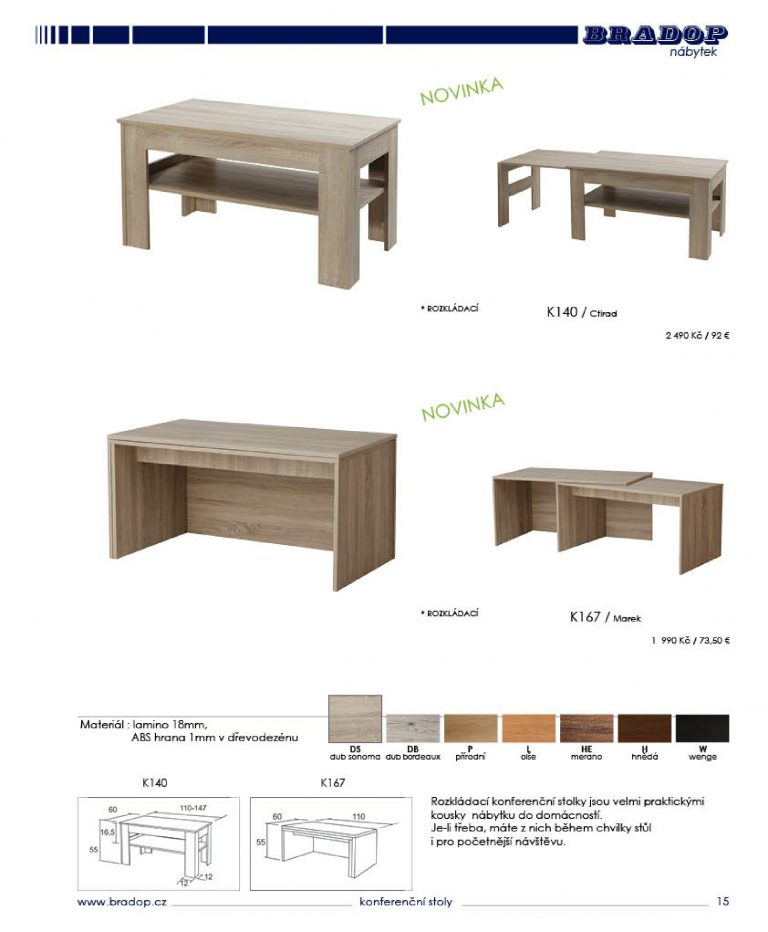 BRADOP
nábytek
NOVINKA
* ROZKLÁDACÍ
K140 / Ctirad
2 490 Kč / 92 €
NOVINKA
* ROZKLÁDACÍ
K167 / Marek
1 990 Kč / 73,50 €
Materiál : lamino 18mm,
ABS hrana 1mm v dřevodezénu
DS DB P L HE H W
dub sonoma dub bordeaux přírodní olše merano hnědá wenge
K140 K167
60 110-147 16,5 55 12 12
60 110 55
Rozkládací konferenční stolky jsou velmi praktickými
kousky nábytku do domácností.
Je-li třeba, máte z nich během chvilky stůl
i pro početnější návštěvu.
www.bradop.cz konferenční stoly 15